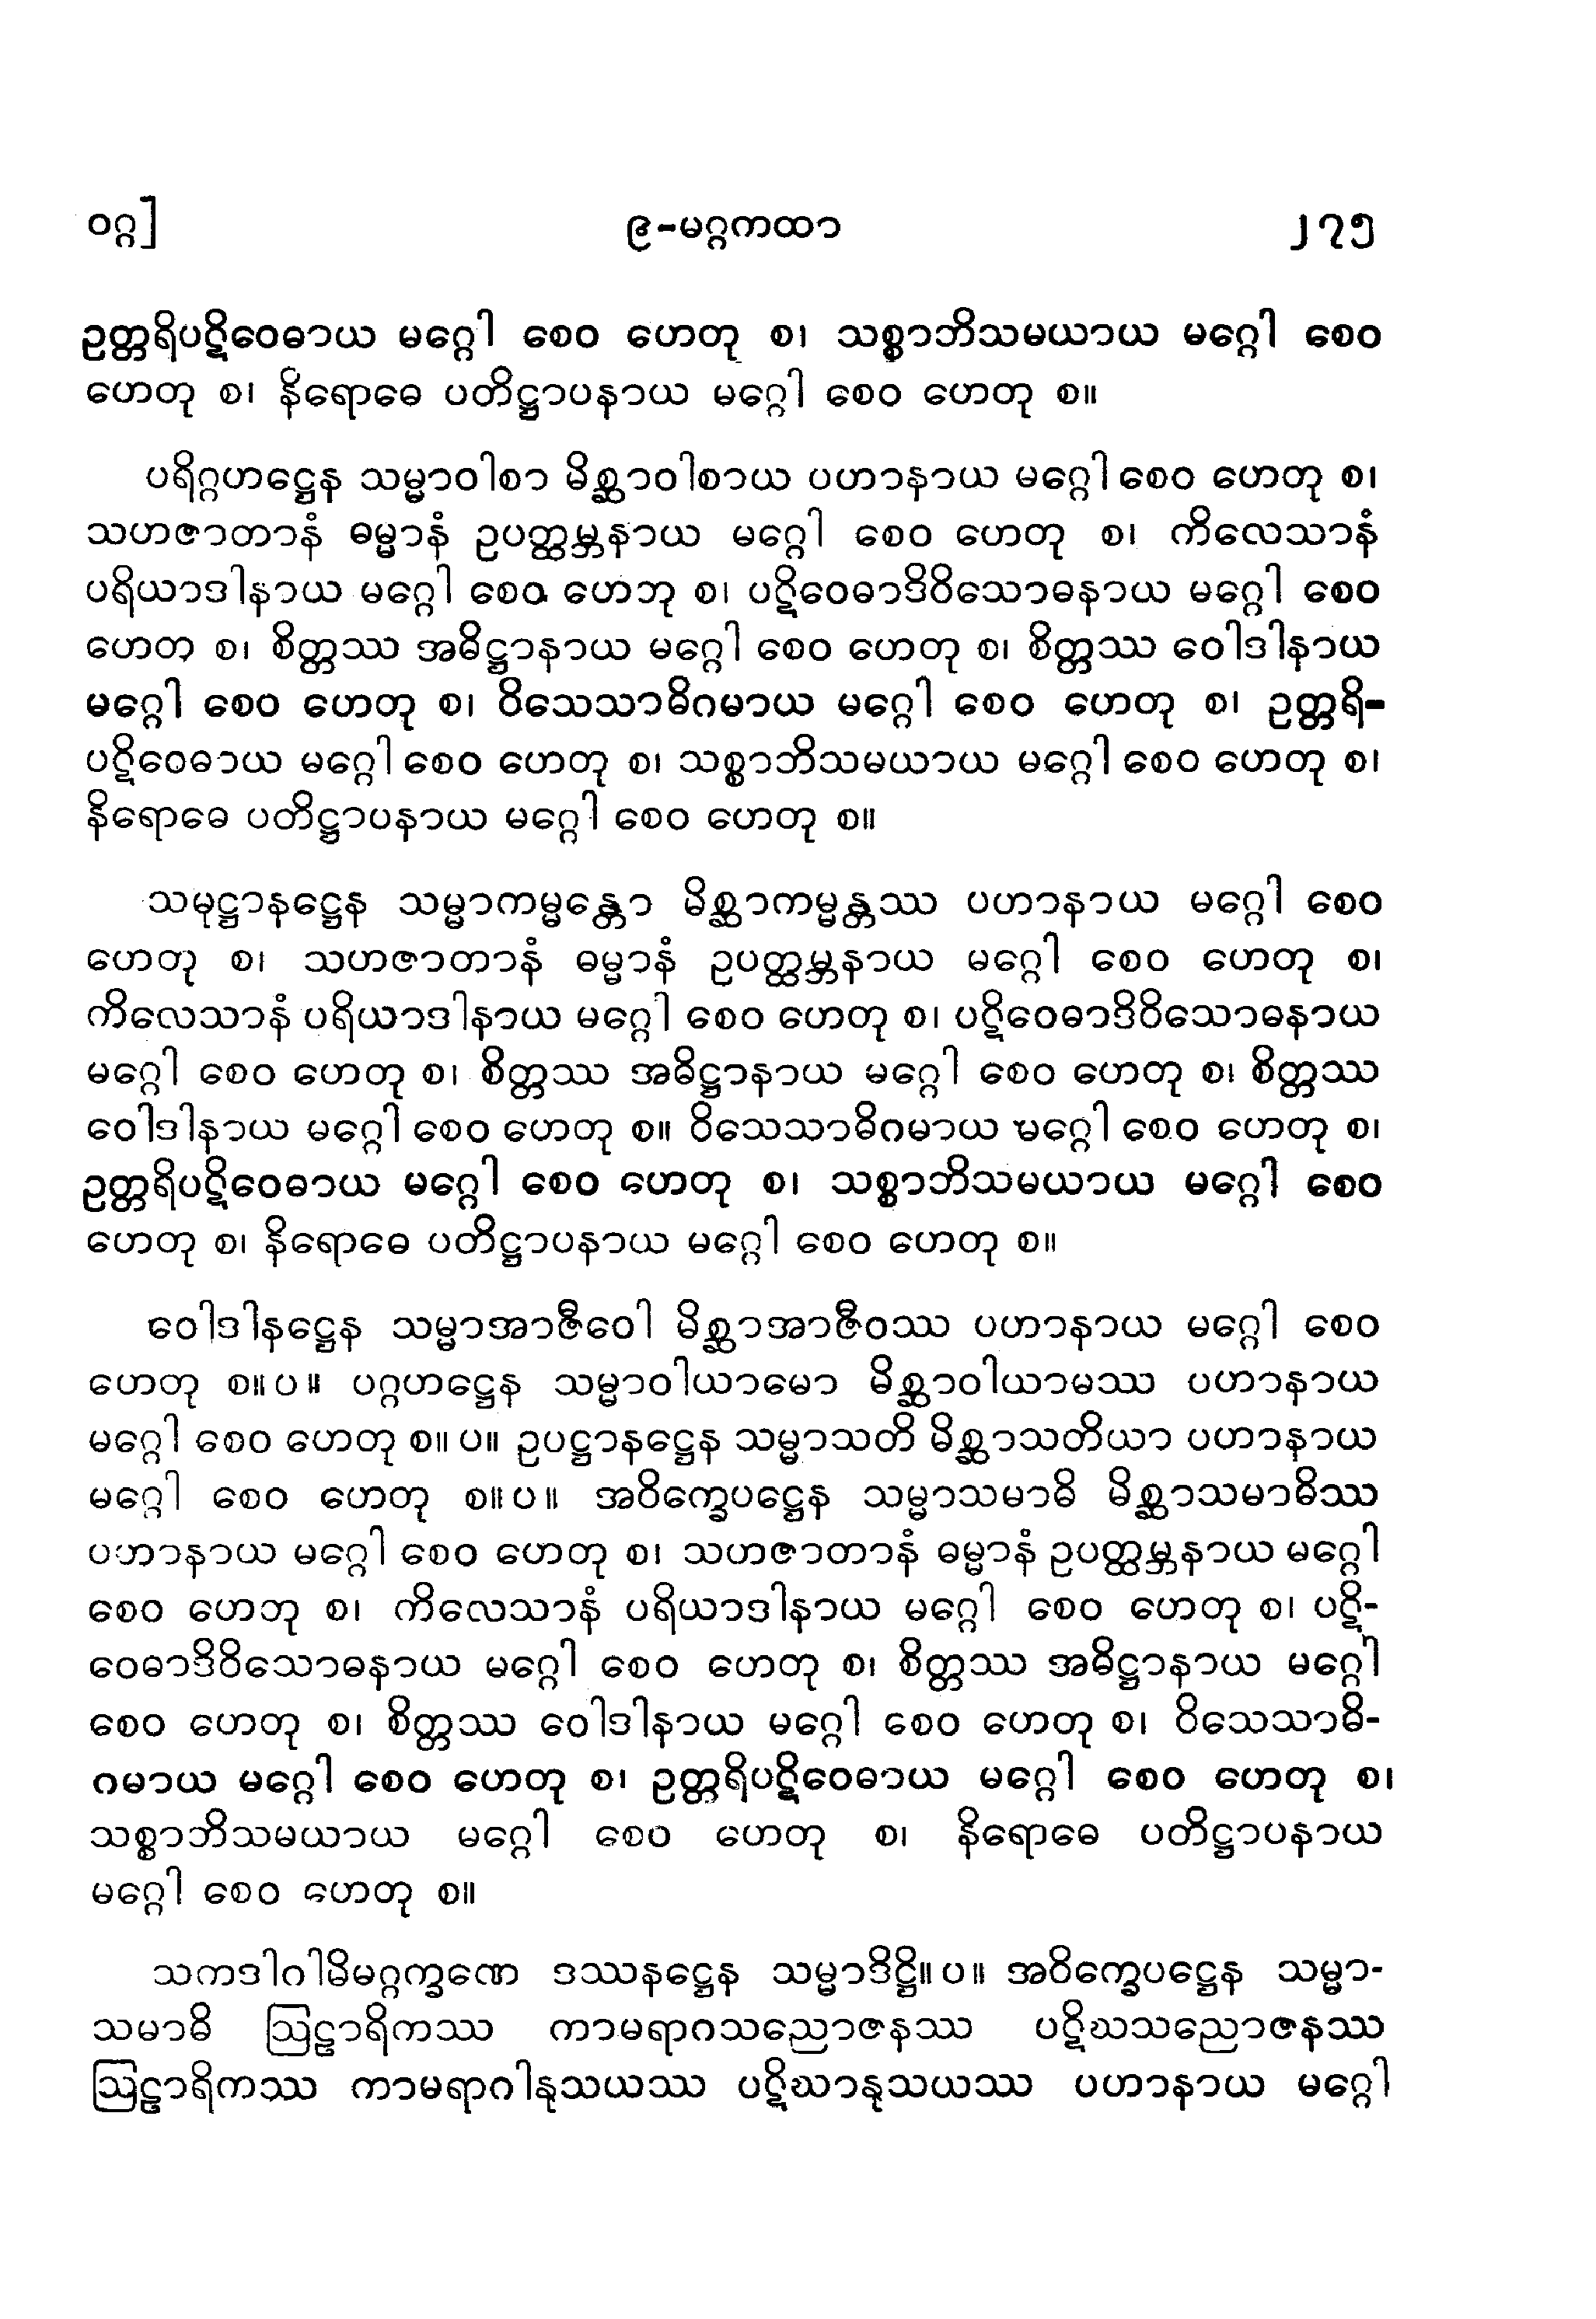 ဝဂ္ဂ] ၉-မဂ္ဂကထာ ၂၇၅
ဥတ္တရိပဋိဝေဓာယ မဂ္ဂေါ စေဝ ဟေတု စ၊ သစ္စာဘိသမယာယ မဂ္ဂေါ စေဝ
ဟေတု စ၊ နိရောဓေ ပတိဋ္ဌာပနာယ မဂ္ဂေါ စေဝ ဟေတု စ။
ပရိဂ္ဂဟဋ္ဌေန သမ္မာဝါစာ မိစ္ဆာဝါစာယ ပဟာနာယ မဂ္ဂေါ စေဝ ဟေတု စ၊
သဟဇာတာနံ ဓမ္မာနံ ဥပတ္ထမ္ဘနာယ မဂ္ဂေါ စေဝ ဟေတု စ၊ ကိလေသာနံ
ပရိယာဒါနာယ မဂ္ဂေါ စေဝ ဟေတု စ၊ ပဋိဝေဓာဒိဝိသောဓနာယ မဂ္ဂေါ စေဝ
ဟေတု စ၊ စိတ္တဿ အဓိဋ္ဌာနာယ မဂ္ဂေါ စေဝ ဟေတု စ၊ စိတ္တဿ ဝေါဒါနာယ
မဂ္ဂေါ စေဝ ဟေတု စ၊ ဝိသေသာဓိဂမာယ မဂ္ဂေါ စေဝ ဟေတု စ၊ ဥတ္တရိ-
ပဋိဝေဓာယ မဂ္ဂေါ စေဝ ဟေတု စ၊ သစ္စာဘိသမယာယ မဂ္ဂေါ စေဝ ဟေတု စ၊
နိရောဓေ ပတိဋ္ဌာပနာယ မဂ္ဂေါ စေဝ ဟေတု စ။
သမုဋ္ဌာနဋ္ဌေန သမ္မာကမ္မန္တော မိစ္ဆာကမ္မန္တဿ ပဟာနာယ မဂ္ဂေါ စေဝ
ဟေတု စ၊ သဟဇာတာနံ ဓမ္မာနံ ဥပတ္ထမ္ဘနာယ မဂ္ဂေါ စေဝ ဟေတု စ၊
ကိလေသာနံ ပရိယာဒါနာယ မဂ္ဂေါ စေဝ ဟေတု စ၊ ပဋိဝေဓာဒိဝိသောဓနာယ
မဂ္ဂေါ စေဝ ဟေတု စ၊ စိတ္တဿ အဓိဋ္ဌာနာယ မဂ္ဂေါ စေဝ ဟေတု စ၊ စိတ္တဿ
ဝေါဒါနာယ မဂ္ဂေါ စေဝ ဟေတု စ။ ဝိသေသာဓိဂမာယ မဂ္ဂေါ စေဝ ဟေတု စ၊
ဥတ္တရိပဋိဝေဓာယ မဂ္ဂေါ စေဝ ဟေတု စ၊ သစ္စာဘိသမယာယ မဂ္ဂေါ စေဝ
ဟေတု စ၊ နိရောဓေ ပတိဋ္ဌာပနာယ မဂ္ဂေါ စေဝ ဟေတု စ။
ဝေါဒါနဋ္ဌေန သမ္မာအာဇီဝေါ မိစ္ဆာအာဇီဝဿ ပဟာနာယ မဂ္ဂေါ စေဝ
ဟေတု စ။ ပ။ ပဂ္ဂဟဋ္ဌေန သမ္မာဝါယာမော မိစ္ဆာဝါယာမဿ ပဟာနာယ
မဂ္ဂေါ စေဝ ဟေတု စ။ ပ။ ဥပဋ္ဌာနဋ္ဌေန သမ္မာသတိ မိစ္ဆာသတိယာ ပဟာနာယ
မဂ္ဂေါ စေဝ ဟေတု စ။ ပ။ အဝိက္ခေပဋ္ဌေန သမ္မာသမာဓိ မိစ္ဆာသမာဓိဿ
ပဟာနာယ မဂ္ဂေါ စေဝ ဟေတု စ၊ သဟဇာတာနံ ဓမ္မာနံ ဥပတ္ထမ္ဘနာယ မဂ္ဂေါ
စေဝ ဟေတု စ၊ ကိလေသာနံ ပရိယာဒါနာယ မဂ္ဂေါ စေဝ ဟေတု စ၊ ပဋိ-
ဝေဓာဒိဝိသောဓနာယ မဂ္ဂေါ စေဝ ဟေတု စ၊ စိတ္တဿ အဓိဋ္ဌာနာယ မဂ္ဂေါ
စေဝ ဟေတု စ၊ စိတ္တဿ ဝေါဒါနာယ မဂ္ဂေါ စေဝ ဟေတု စ၊ ဝိသေသာဓိ-
ဂမာယ မဂ္ဂေါ စေဝ ဟေတု စ၊ ဥတ္တရိပဋိဝေဓာယ မဂ္ဂေါ စေဝ ဟေတု စ၊
သစ္စာဘိသမယာယ မဂ္ဂေါ စေဝ ဟေတု စ၊ နိရောဓေ ပတိဋ္ဌာပနာယ
မဂ္ဂေါ စေဝ ဟေတု စ။
သကဒါဂါမိမဂ္ဂက္ခဏေ ဒဿနဋ္ဌေန သမ္မာဒိဋ္ဌိ။ ပ။ အဝိက္ခေပဋ္ဌေန သမ္မာ-
သမာဓိ ဩဠာရိကဿ ကာမရာဂသညောဇနဿ ပဋိဃသညောဇနဿ
ဩဠာရိကဿ ကာမရာဂါနုသယဿ ပဋိဃာနုသယဿ ပဟာနာယ မဂ္ဂေါ